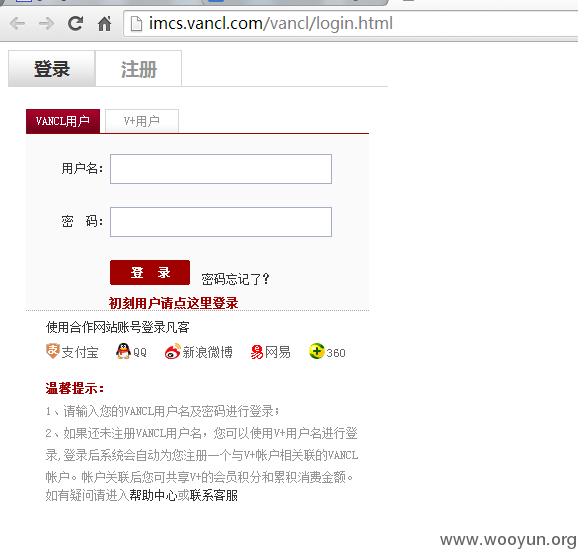 imcs.vancl.com/vancl/login.html
登录 注册
VANCL用户 V+用户
用户名：
密 码：
登 录 密码忘记了？
初刻用户请点这里登录
使用合作网站账号登录凡客
支付宝 QQ 新浪微博 网易 360
温馨提示：
1、请输入您的VANCL用户名及密码进行登录；
2、如果还未注册VANCL用户名，您可以使用V+用户名进行登
录,登录后系统会自动为您注册一个与V+帐户相关联的VANCL
帐户。帐户关联后您可共享V+的会员积分和累积消费金额。
如有疑问请进入帮助中心或联系客服
www.wooyun.org